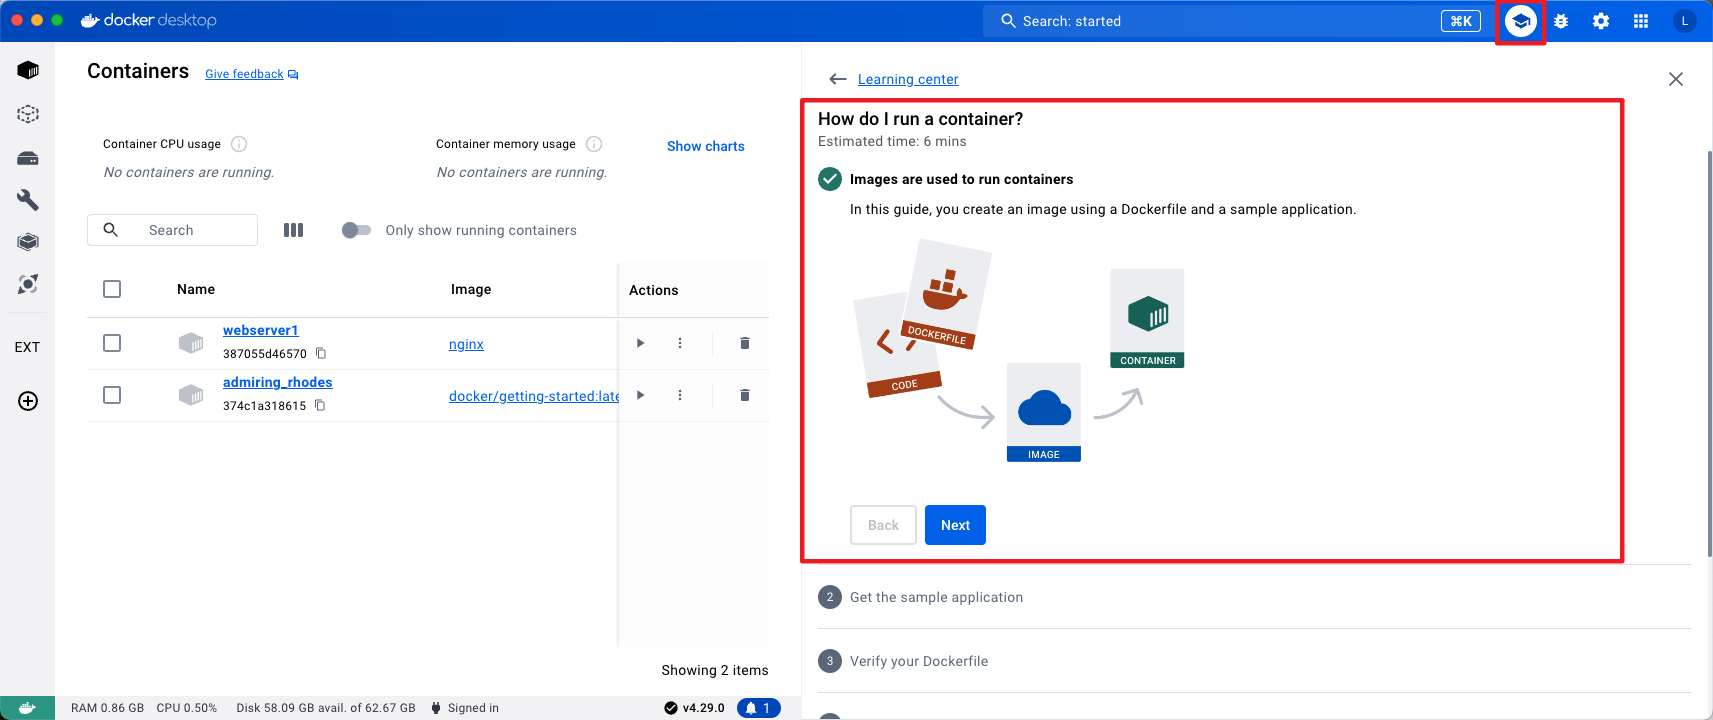 docker desktop
Search: started
⌘K
L
Containers
Give feedback
Container CPU usage
No containers are running.
Container memory usage
No containers are running.
Show charts
Search
Only show running containers
Name
Image
Actions
webserver1
387055d46570
nginx
admiring_rhodes
374c1a318615
docker/getting-started:late
EXT
Showing 2 items
Learning center
How do I run a container?
Estimated time: 6 mins
Images are used to run containers
In this guide, you create an image using a Dockerfile and a sample application.
DOCKERFILE
CODE
IMAGE
CONTAINER
Back
Next
2 Get the sample application
3 Verify your Dockerfile
RAM 0.86 GB CPU 0.50% Disk 58.09 GB avail. of 62.67 GB Signed in
v4.29.0
1